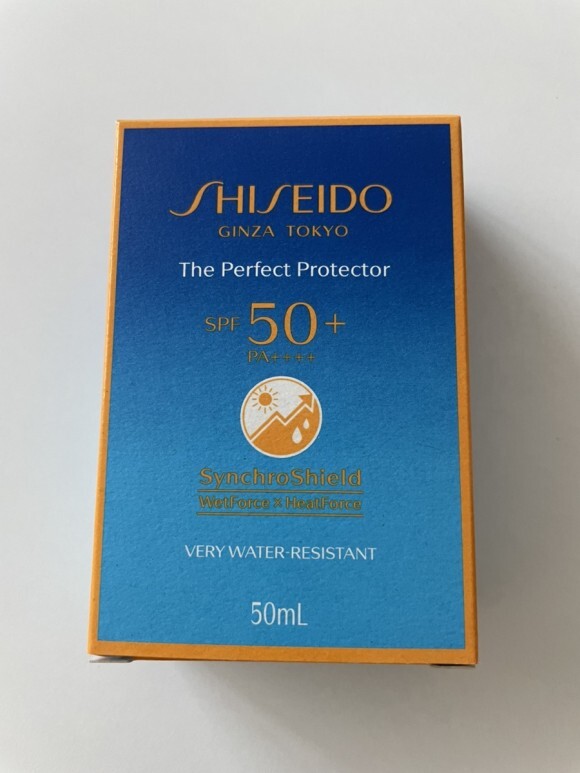 SHISEIDO
GINZA TOKYO
The Perfect Protector
SPF 50+
PA++++
SynchroShield
WetForce × HeatForce
VERY WATER-RESISTANT
50mL